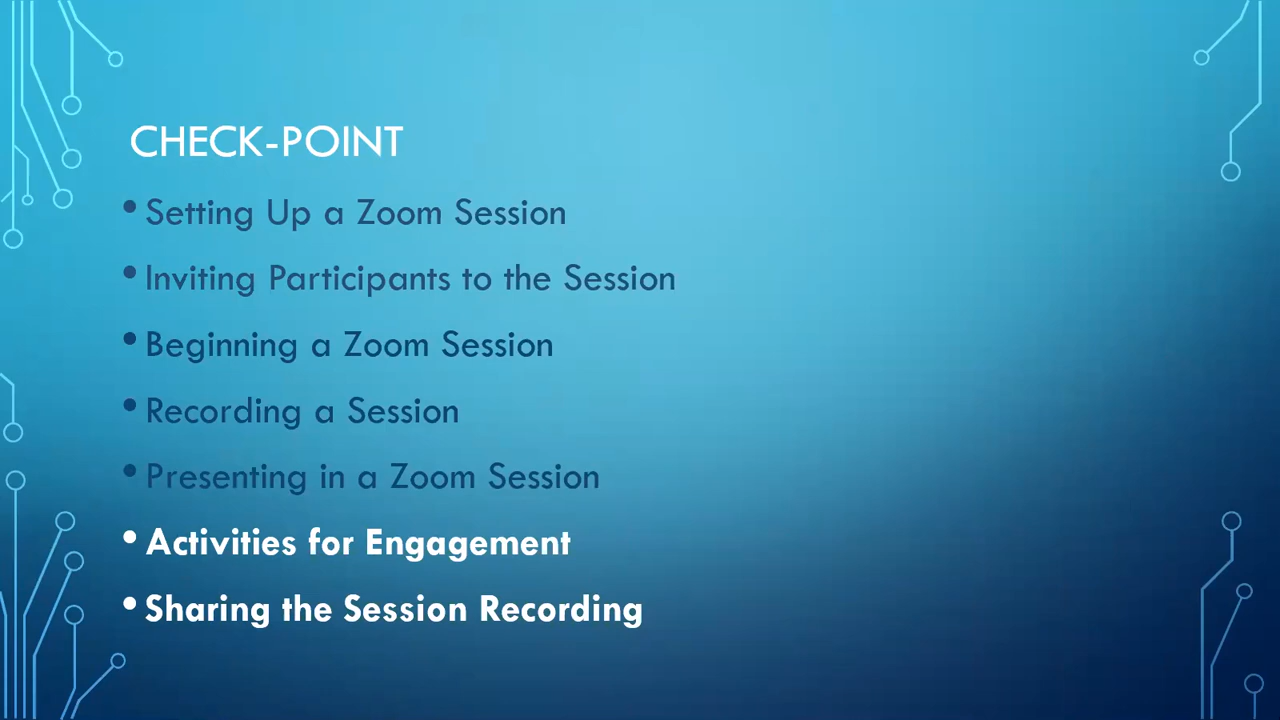 CHECK-POINT
• Setting Up a Zoom Session
• Inviting Participants to the Session
• Beginning a Zoom Session
• Recording a Session
• Presenting in a Zoom Session
• Activities for Engagement
• Sharing the Session Recording